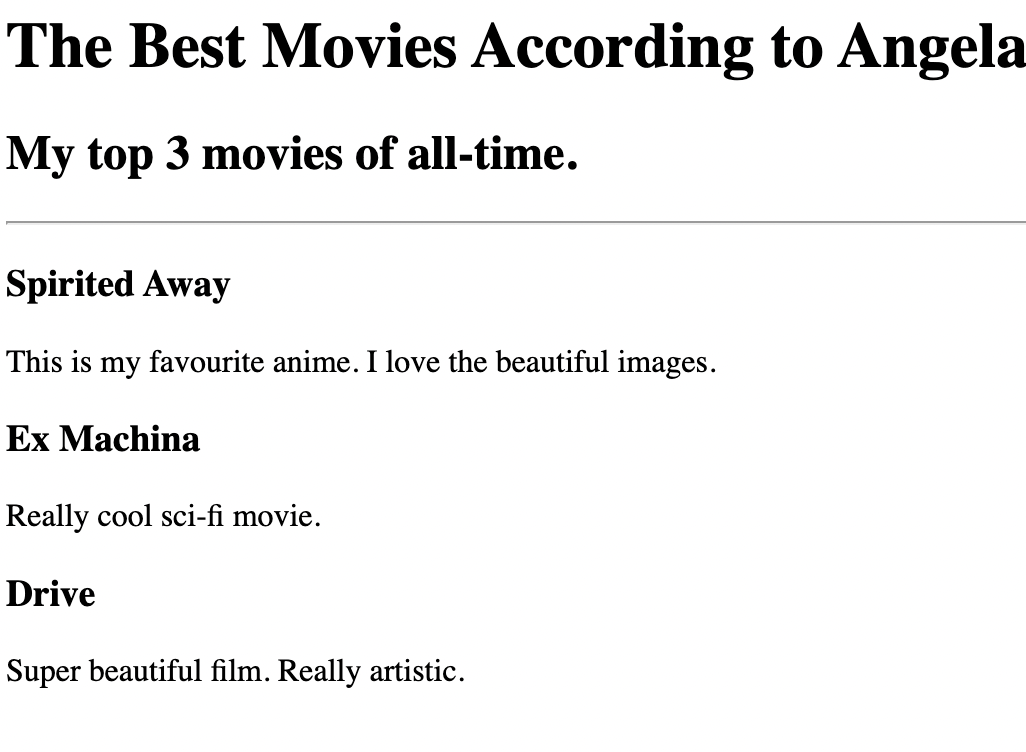 The Best Movies According to Angela
My top 3 movies of all-time.
Spirited Away
This is my favourite anime. I love the beautiful images.
Ex Machina
Really cool sci-fi movie.
Drive
Super beautiful film. Really artistic.